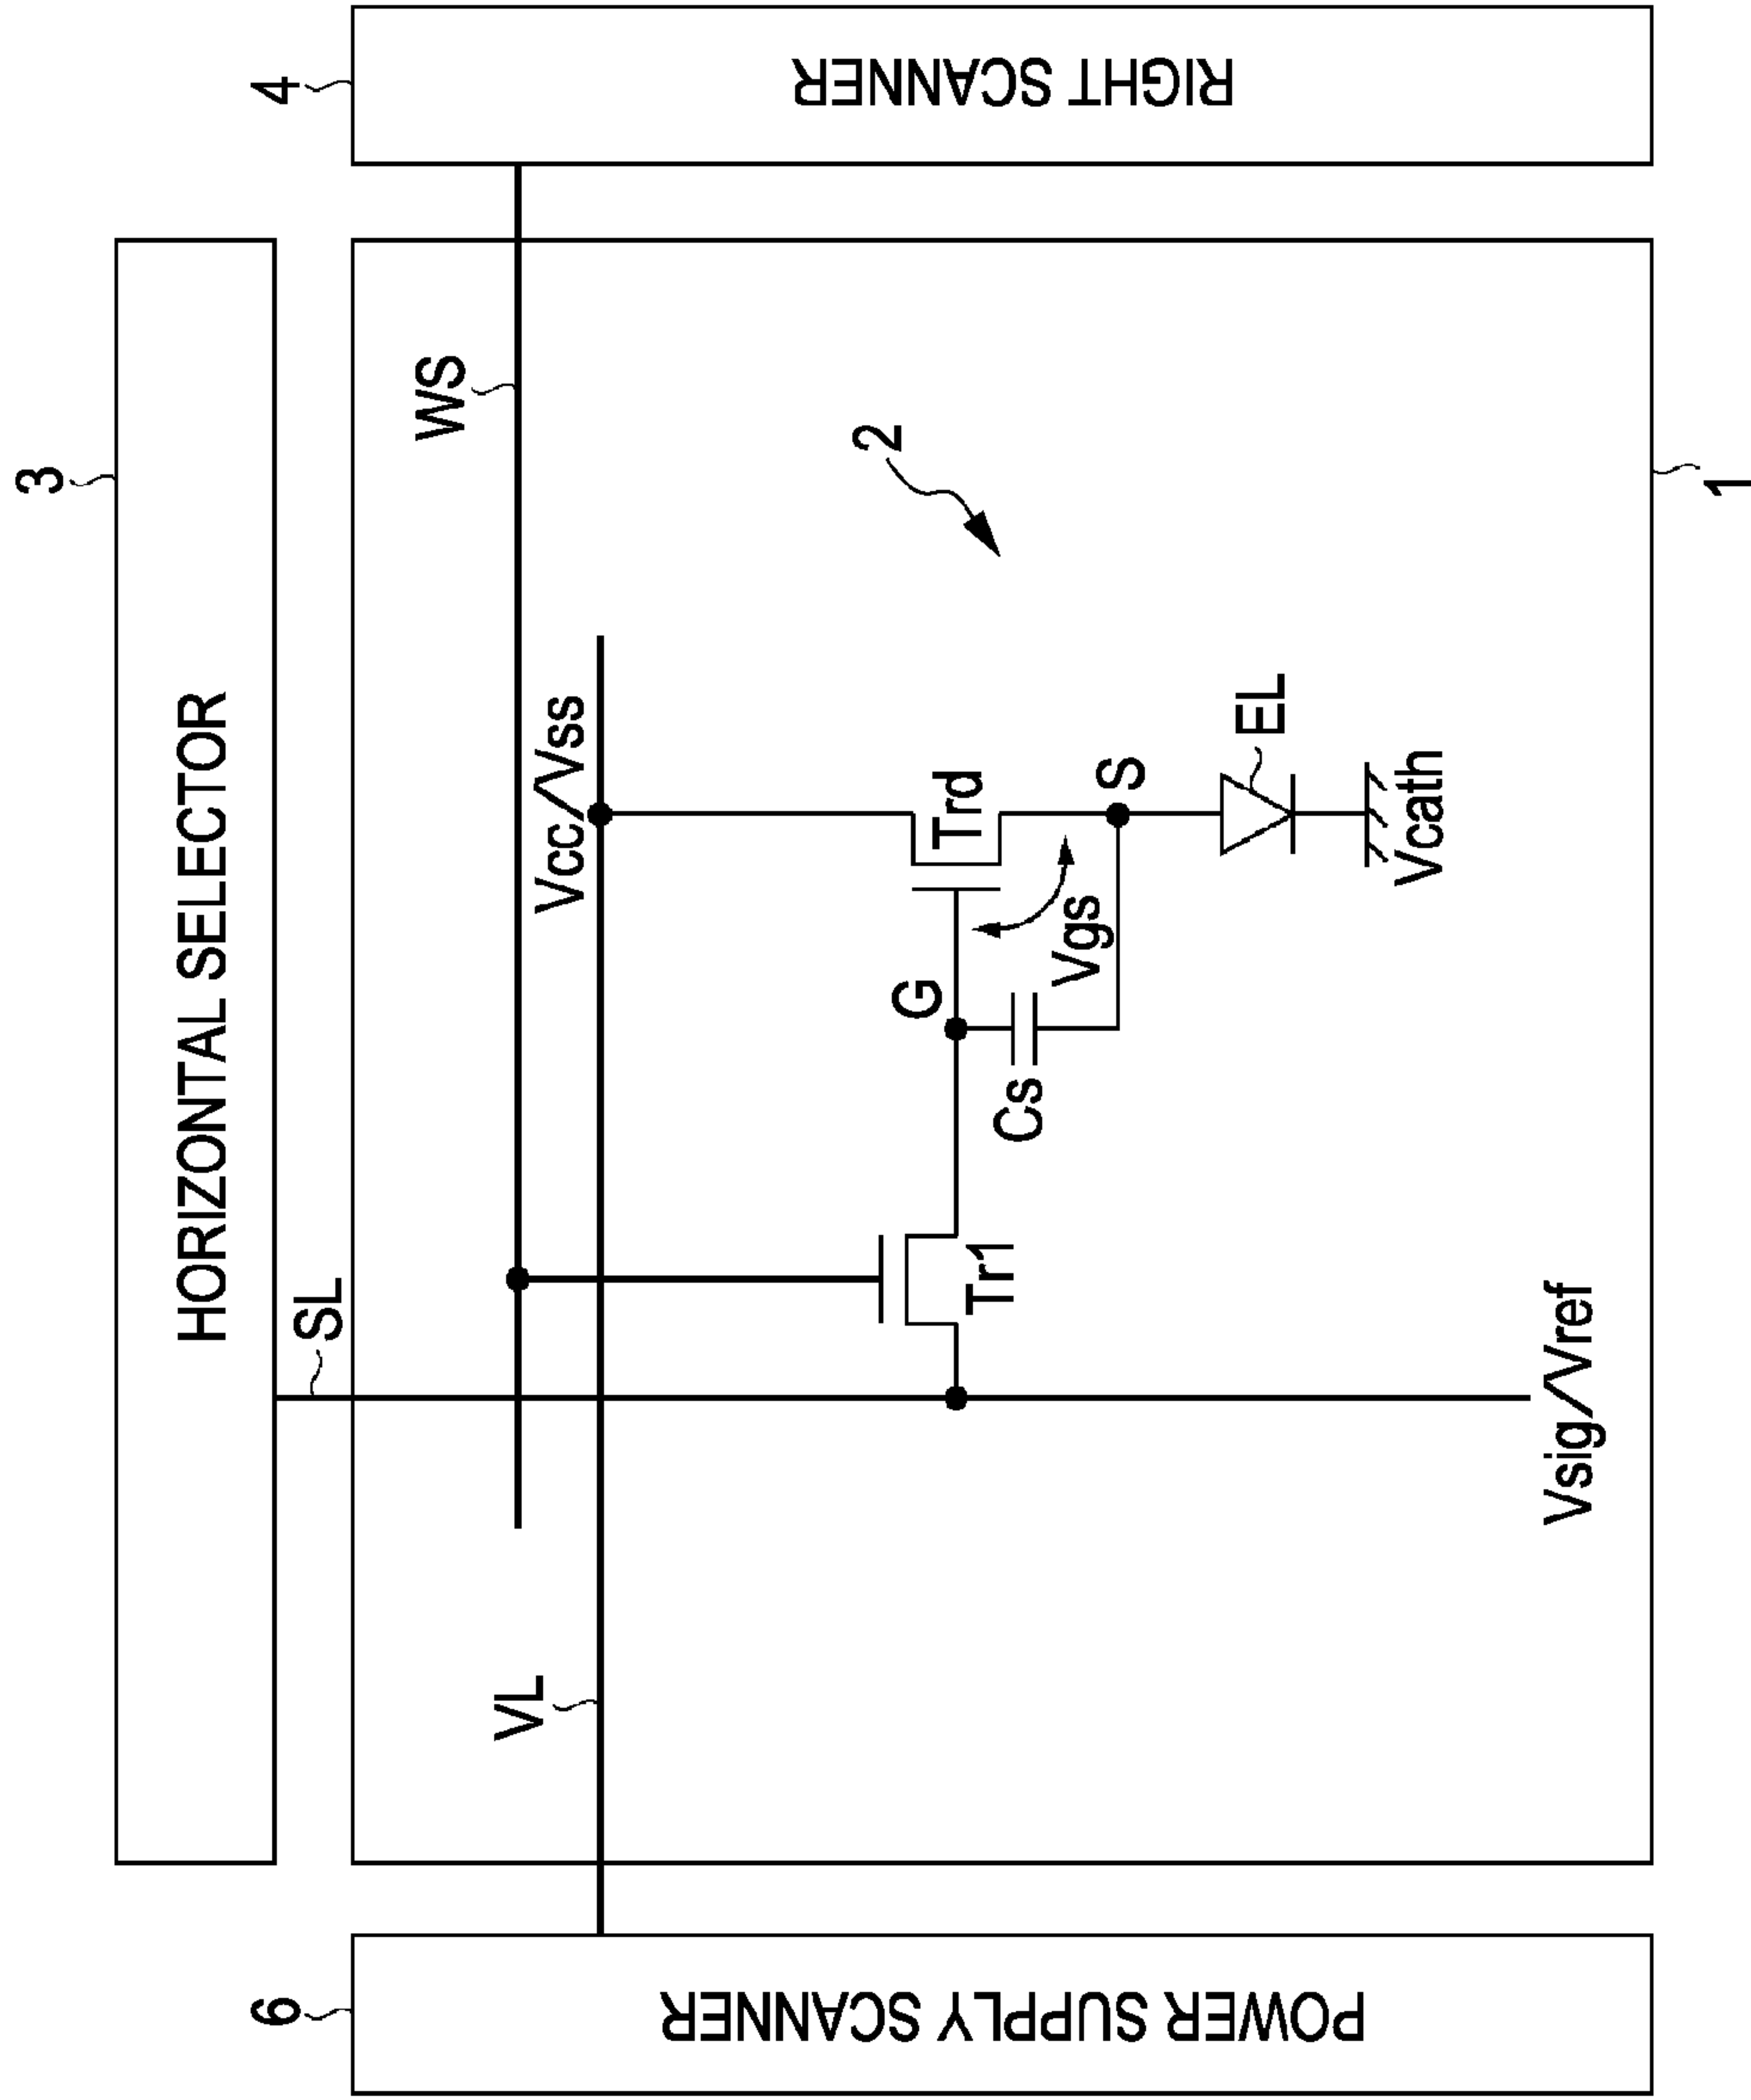 3
HORIZONTAL SELECTOR
6
POWER SUPPLY SCANNER
4
RIGHT SCANNER
SL
WS
VL
Vcc/Vss
2
Trd
G
Tr1
Cs
Vgs
S
EL
Vcath
Vsig/Vref
1